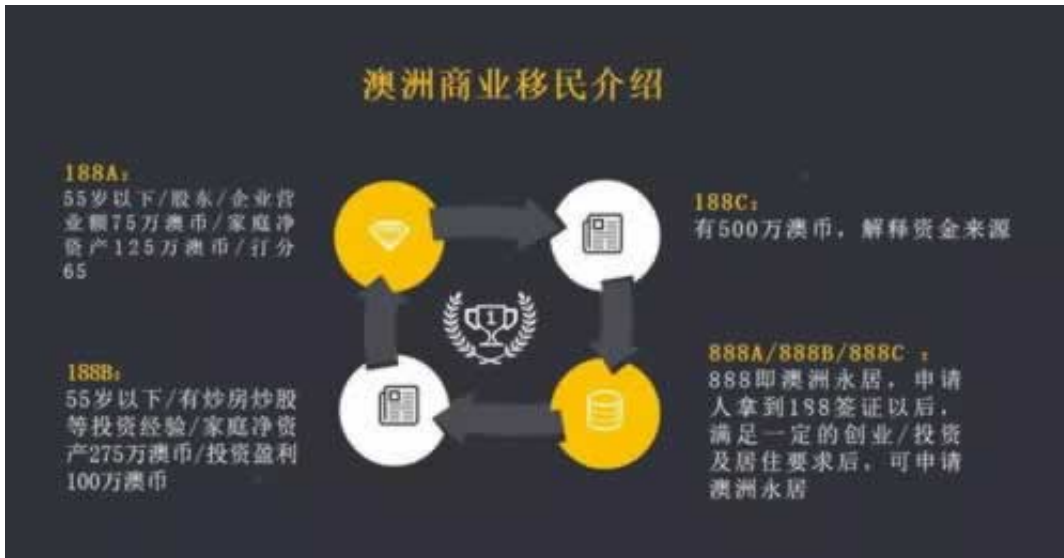 澳洲商业移民介绍
188A:
55岁以下/股东/企业营
业额75万澳币/家庭净
资产125万澳币/打分
65
188C:
有500万澳币，解释资金来源
188B:
55岁以下/有炒房炒股
等投资经验/家庭净资
产275万澳币/投资盈利
100万澳币
888A/888B/888C :
888即澳洲永居，申请
人拿到188签证以后，
满足一定的创业/投资
及居住要求后，可申请
澳洲永居
1